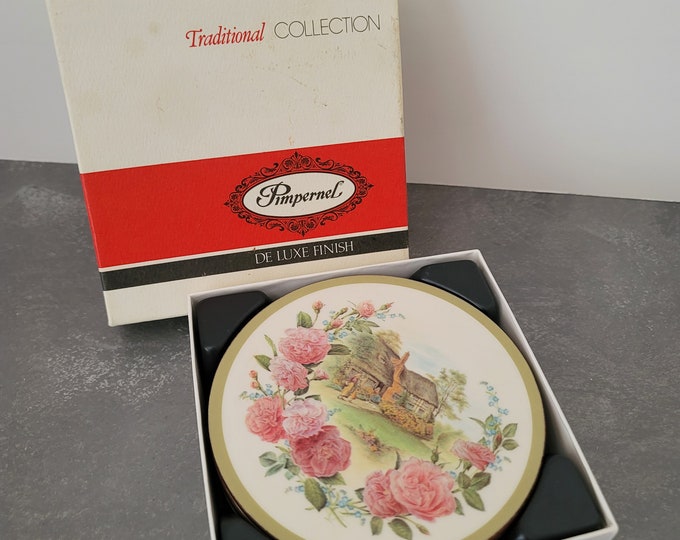 Traditional COLLECTION
Pimpernel
DE LUXE FINISH